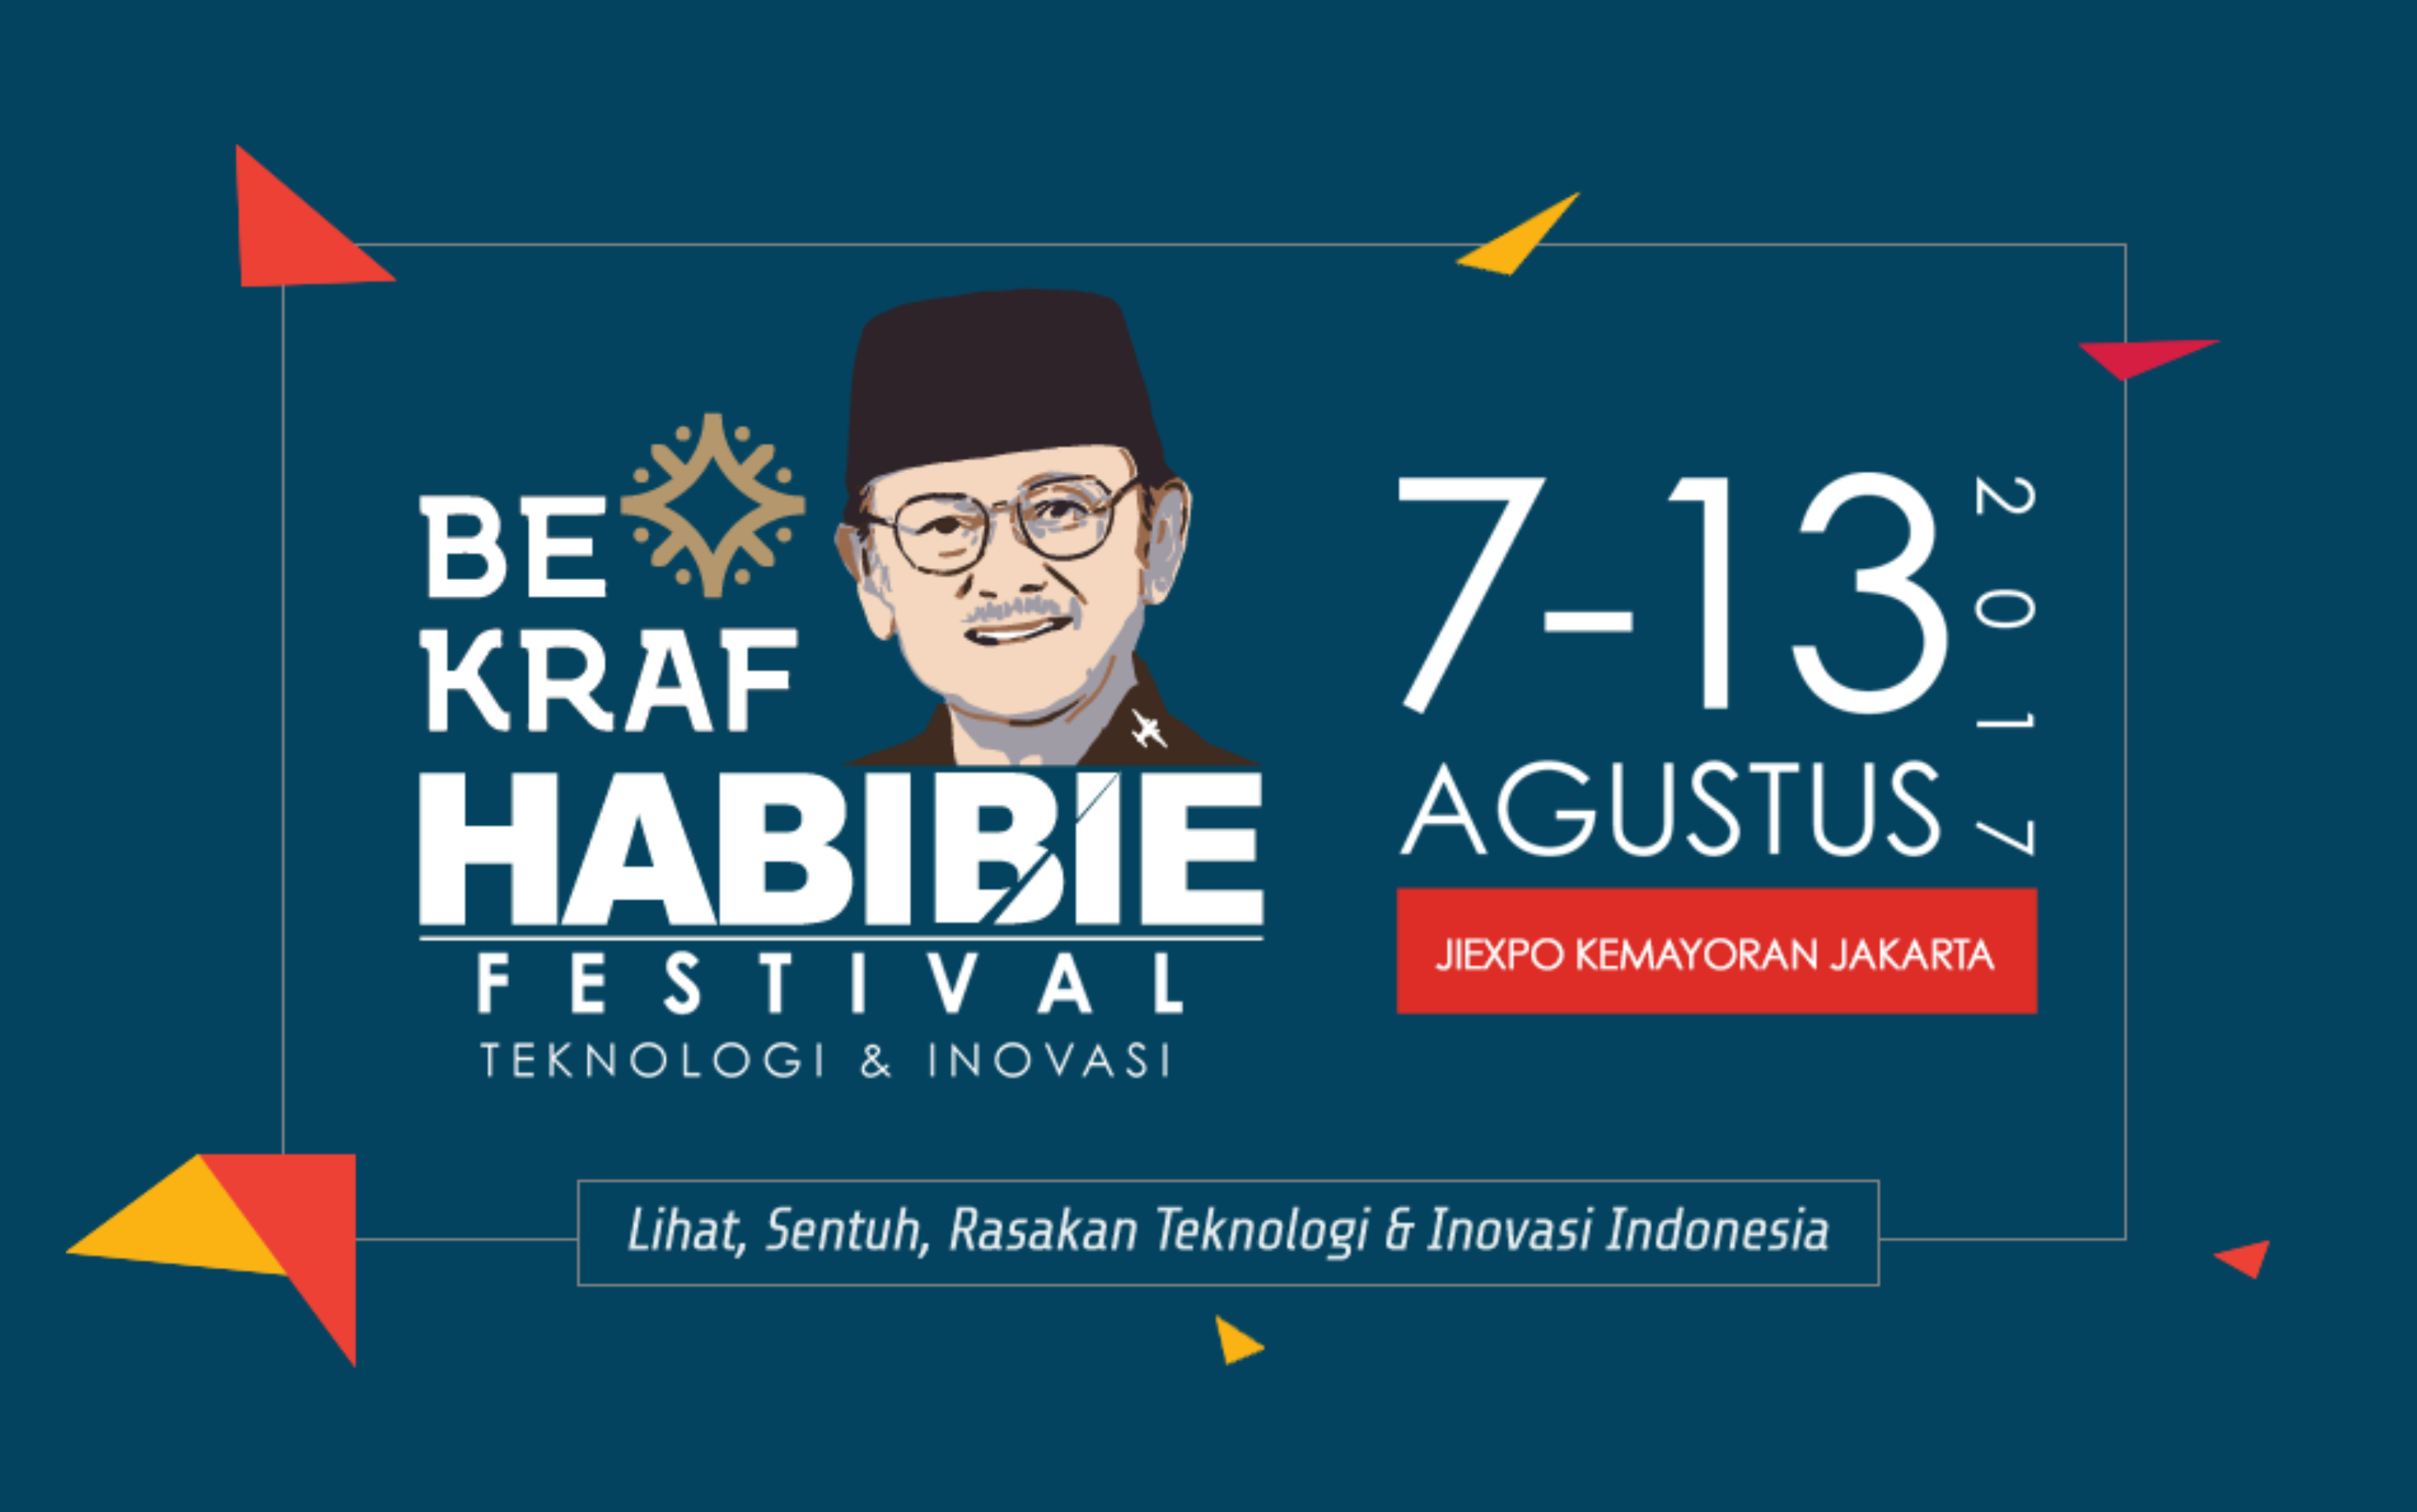 BE
KRAF
HABIBIE
FESTIVAL
TEKNOLOGI & INOVASI
7-13
2017
AGUSTUS
JIEXPO KEMAYORAN JAKARTA
Lihat, Sentuh, Rasakan Teknologi & Inovasi Indonesia